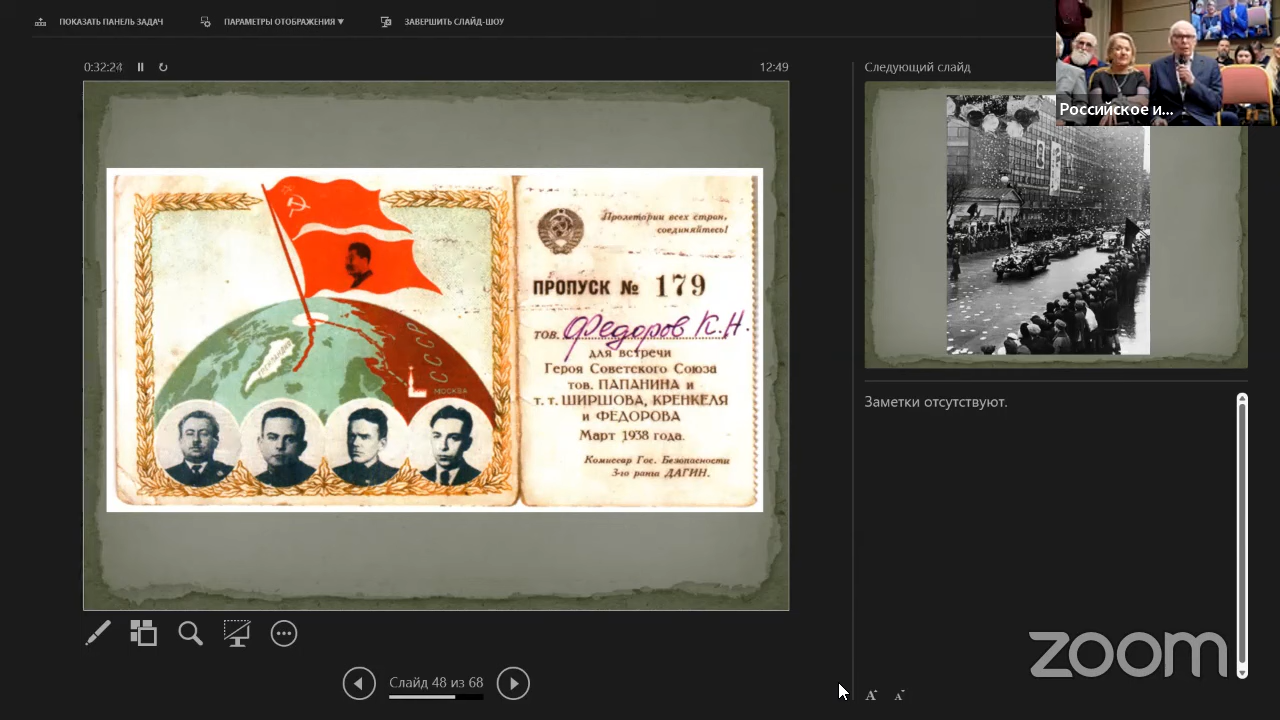 ПОКАЗАТЬ ПАНЕЛЬ ЗАДАЧ
ПАРАМЕТРЫ ОТОБРАЖЕНИЯ ▼
ЗАВЕРШИТЬ СЛАЙД-ШОУ
0:32:24
12:49
Следующий слайд
Российское и...
Пролетарии всех стран,
соединяйтесь!
ПРОПУСК № 179
тов. Федоров К.Н.
для встречи
Героя Советского Союза
тов. ПАПАНИНА и
т. т. ШИРШОВА, КРЕНКЕЛЯ
и ФЕДОРОВА
Март 1938 года.
Комиссар Гос. Безопасности
3-го ранга ДАГИН.
ГРЕНЛАНДИЯ
СССР
МОСКВА
Заметки отсутствуют.
Слайд 48 из 68
zoom